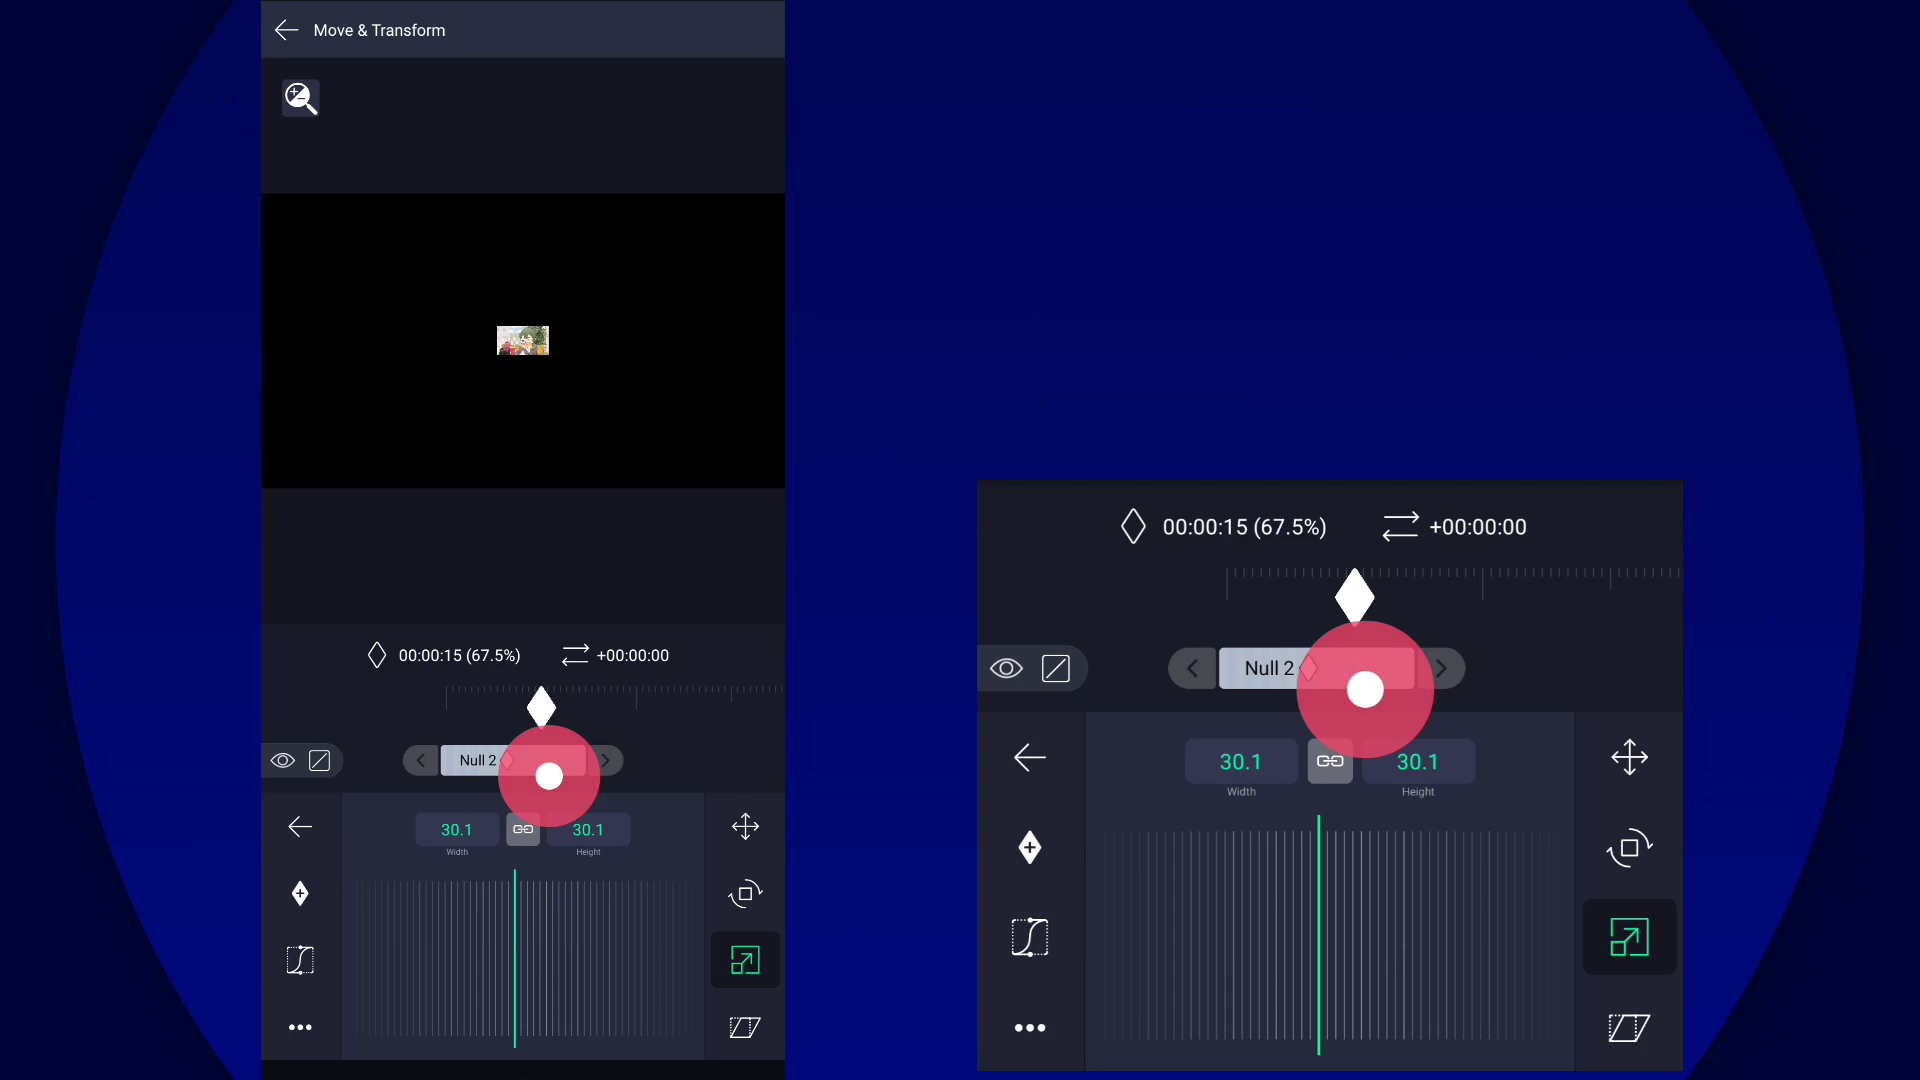 Move & Transform
00:00:15 (67.5%) +00:00:00
Null 2
30.1 30.1
Width Height
00:00:15 (67.5%) +00:00:00
Null 2
30.1 30.1
Width Height